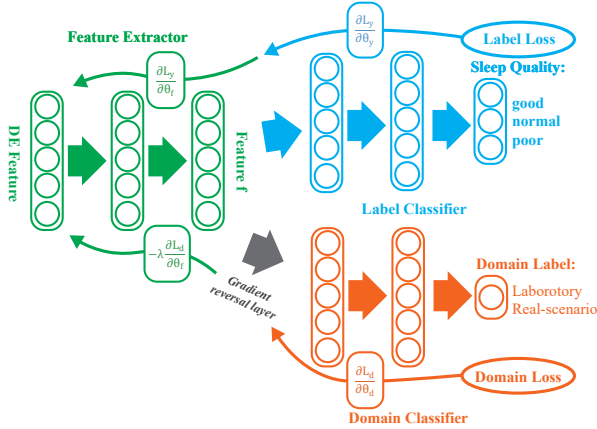 Feature Extractor
∂L_y
∂θ_f
∂L_y
∂θ_y
Label Loss
Sleep Quality:
good
normal
poor
DE Feature
Feature f
Label Classifier
−λ ∂L_d
∂θ_f
Gradient
reversal layer
Domain Label:
Laborotory
Real-scenario
∂L_d
∂θ_d
Domain Loss
Domain Classifier